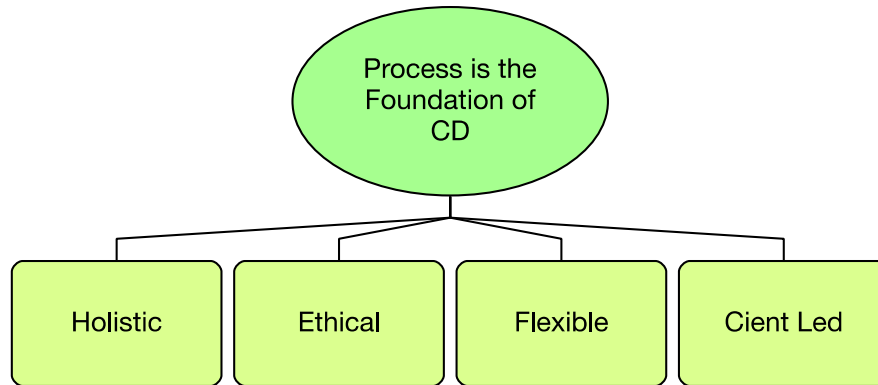 Process is the
Foundation of
CD
Holistic
Ethical
Flexible
Cient Led